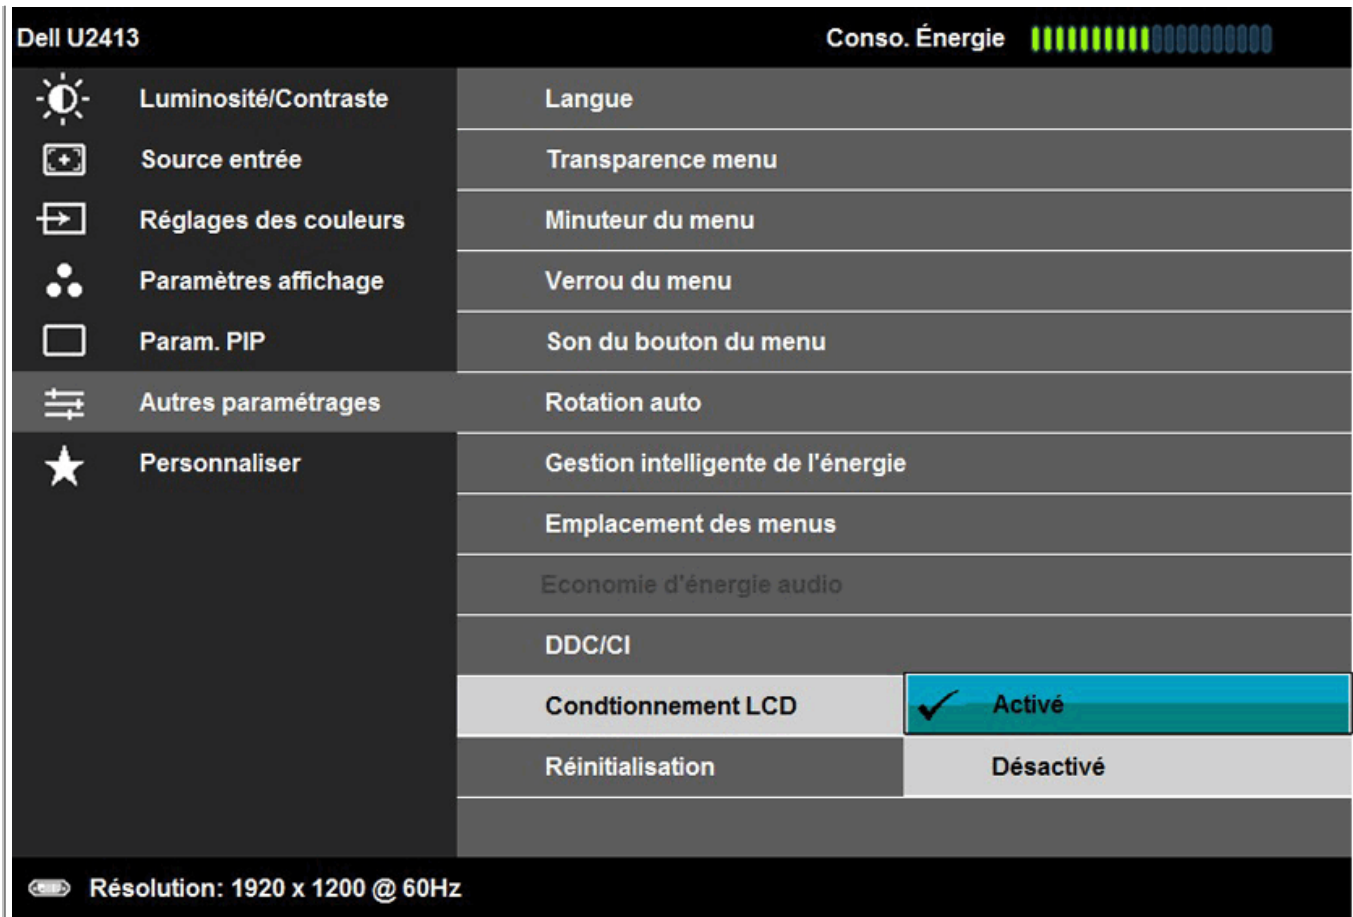 Dell U2413 Conso. Énergie
Luminosité/Contraste Langue
Source entrée Transparence menu
Réglages des couleurs Minuteur du menu
Paramètres affichage Verrou du menu
Param. PIP Son du bouton du menu
Autres paramétrages Rotation auto
Personnaliser Gestion intelligente de l'énergie
Emplacement des menus
Economie d'énergie audio
DDC/CI
Condtionnement LCD Activé
Réinitialisation Désactivé
Résolution: 1920 x 1200 @ 60Hz